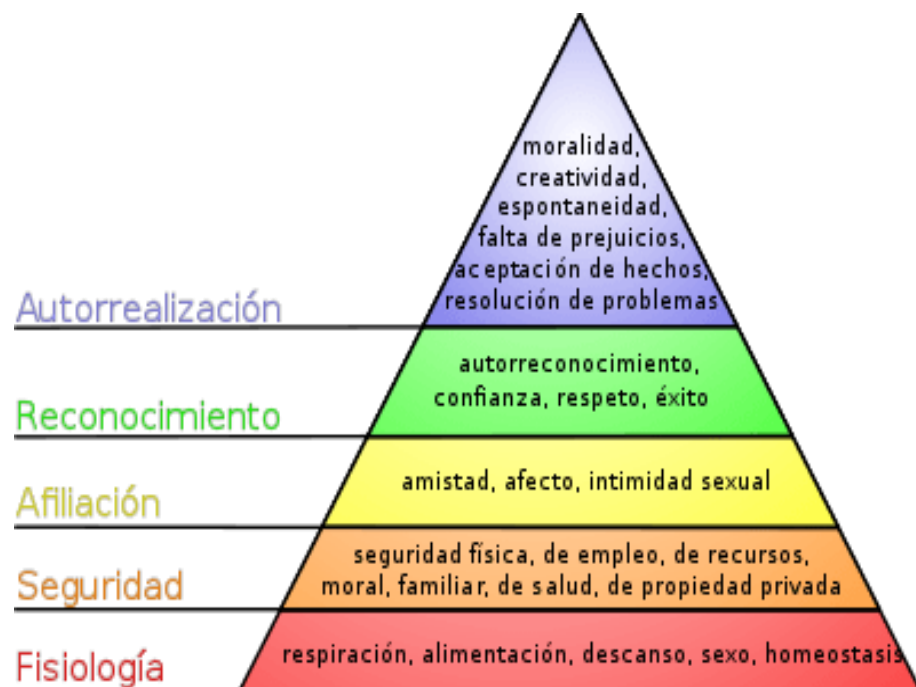 moralidad,
creatividad,
espontaneidad,
falta de prejuicios,
aceptación de hechos,
resolución de problemas
Autorrealización
autorreconocimiento,
confianza, respeto, éxito
Reconocimiento
amistad, afecto, intimidad sexual
Afiliación
seguridad física, de empleo, de recursos,
moral, familiar, de salud, de propiedad privada
Seguridad
respiración, alimentación, descanso, sexo, homeostasis
Fisiología